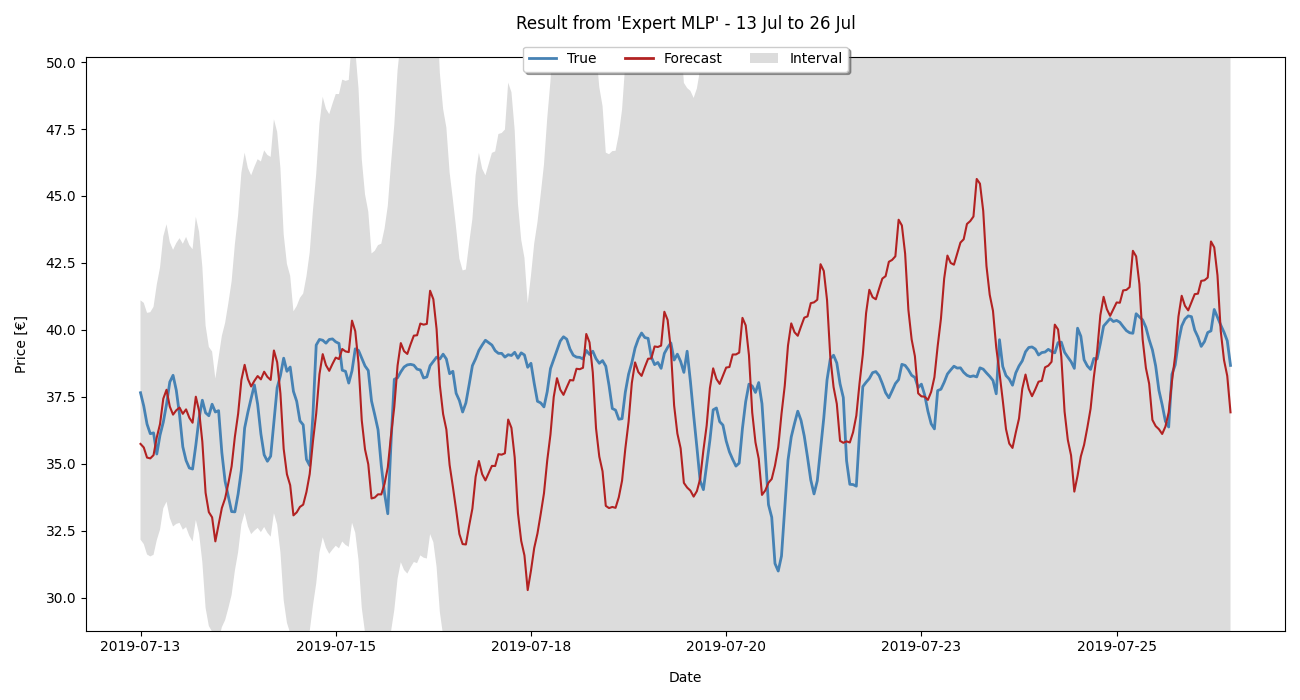 Result from 'Expert MLP' - 13 Jul to 26 Jul
True Forecast Interval
50.0
47.5
45.0
42.5
40.0
37.5
35.0
32.5
30.0
Price [€]
2019-07-13 2019-07-15 2019-07-18 2019-07-20 2019-07-23 2019-07-25
Date